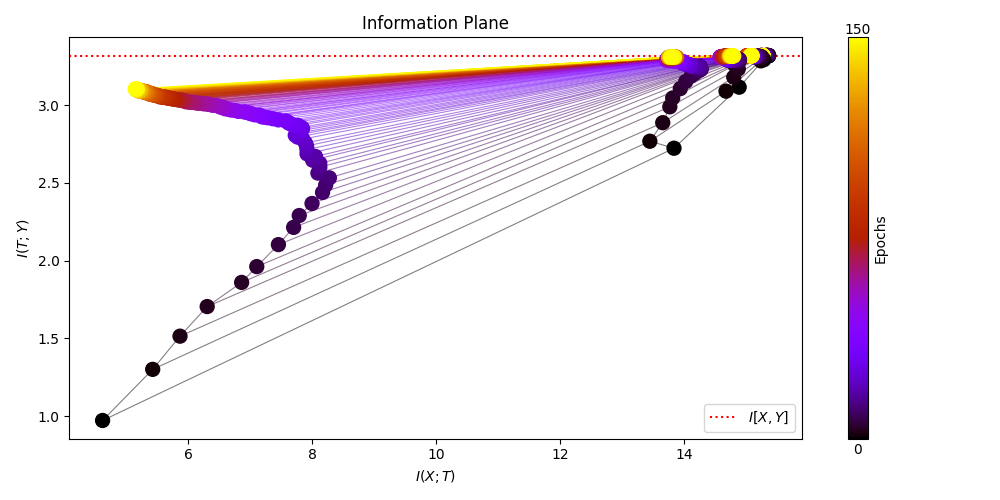 Information Plane
150
3.0
2.5
2.0
1.5
1.0
I(T; Y)
6
8
10
12
14
I(X; T)
I[X, Y]
Epochs
0